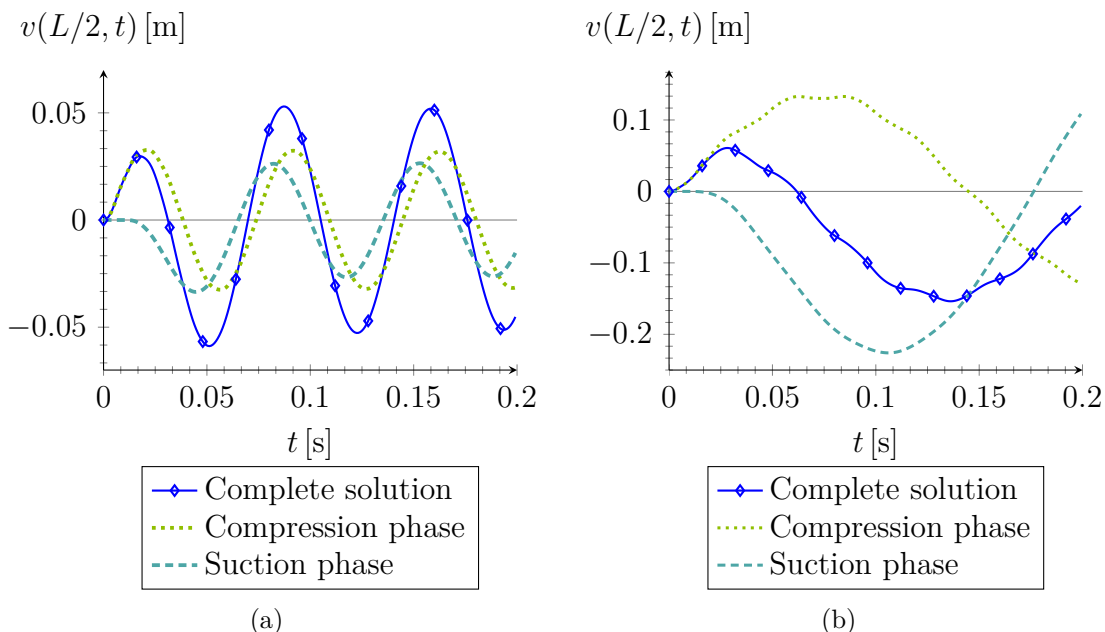 v(L/2, t) [m]
0.05
0
−0.05
0 0.05 0.1 0.15 0.2
t [s]
Complete solution
Compression phase
Suction phase
(a)
v(L/2, t) [m]
0.1
0
−0.1
−0.2
0 0.05 0.1 0.15 0.2
t [s]
Complete solution
Compression phase
Suction phase
(b)